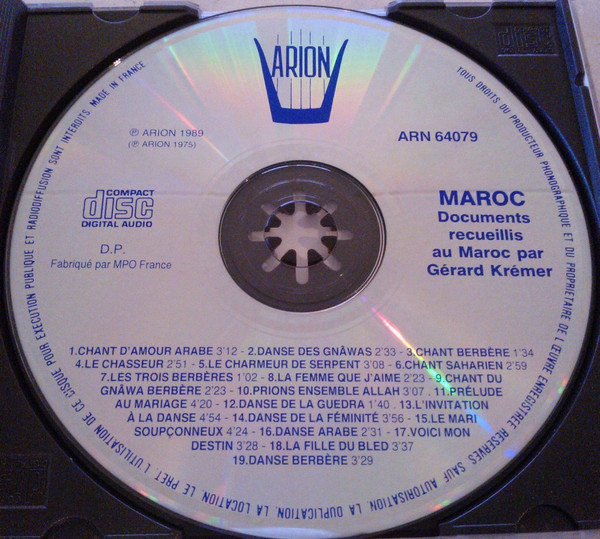 ARION
℗ ARION 1989
(℗ ARION 1975)
ARN 64079
COMPACT
disc
DIGITAL AUDIO
D.P.
Fabriqué par MPO France
MAROC
Documents
recueillis
au Maroc par
Gérard Krémer
1.CHANT D'AMOUR ARABE 3'12 - 2.DANSE DES GNÂWAS 2'33 - 3.CHANT BERBÈRE 1'34
4.LE CHASSEUR 2'51 - 5.LE CHARMEUR DE SERPENT 3'08 - 6.CHANT SAHARIEN 2'59
7.LES TROIS BERBÈRES 1'02 - 8.LA FEMME QUE J'AIME 2'23 - 9.CHANT DU
GNÂWA BERBÈRE 2'23 - 10.PRIONS ENSEMBLE ALLAH 3'07 . 11.PRÉLUDE
AU MARIAGE 4'20 - 12.DANSE DE LA GUEDRA 1'40 . 13.L'INVITATION
À LA DANSE 4'54 - 14.DANSE DE LA FÉMINITÉ 3'56 - 15.LE MARI
SOUPÇONNEUX 4'24 - 16.DANSE ARABE 2'31 - 17.VOICI MON
DESTIN 3'28 - 18.LA FILLE DU BLED 3'37
19.DANSE BERBÈRE 3'29
TOUS DROITS DU PRODUCTEUR PHONOGRAPHIQUE ET DU PROPRIÉTAIRE DE L'ŒUVRE ENREGISTRÉE RÉSERVÉS SAUF AUTORISATION, LA DUPLICATION, LA LOCATION, LE PRÊT L'UTILISATION DE CE DISQUE POUR EXÉCUTION PUBLIQUE ET RADIODIFFUSION SONT INTERDITS. MADE IN FRANCE